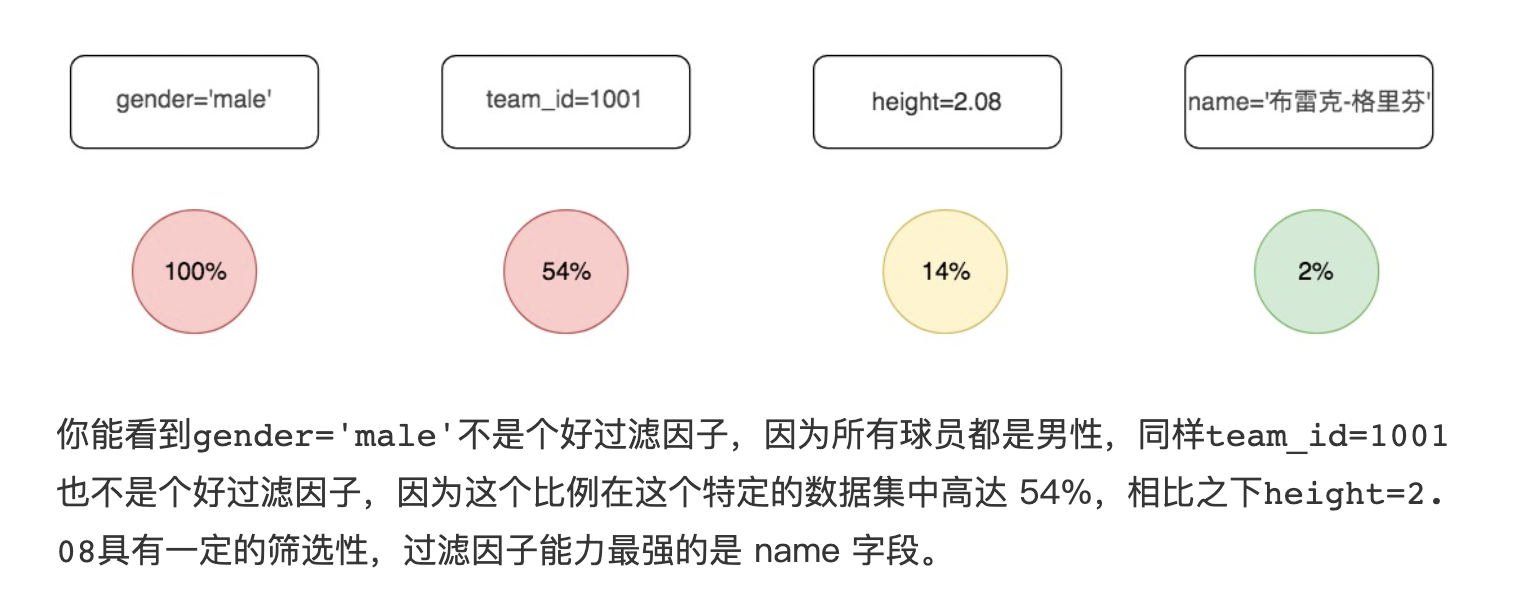 gender='male'
team_id=1001
height=2.08
name='布雷克-格里芬'
100%
54%
14%
2%
你能看到gender='male'不是个好过滤因子，因为所有球员都是男性，同样team_id=1001
也不是个好过滤因子，因为这个比例在这个特定的数据集中高达 54%，相比之下height=2.
08具有一定的筛选性，过滤因子能力最强的是 name 字段。